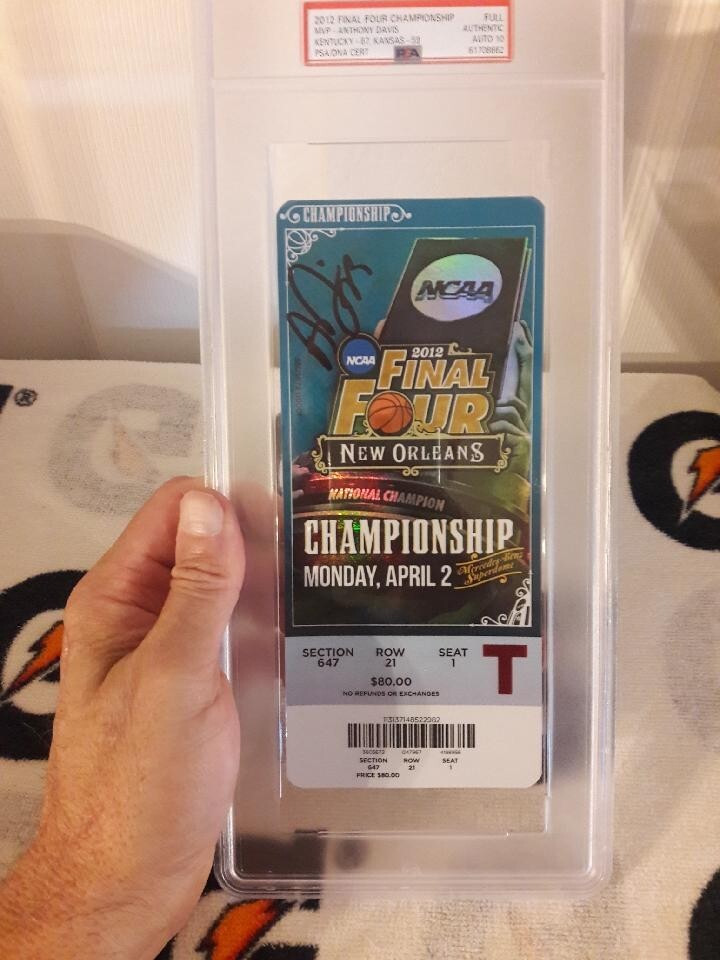 2012 FINAL FOUR CHAMPIONSHIP FULL
MVP - ANTHONY DAVIS AUTHENTIC
KENTUCKY - 67, KANSAS - 59 AUTO 10
PSA/DNA CERT PSA 61708662
CHAMPIONSHIP
NCAA
NCAA
2012
FINAL
FOUR
NEW ORLEANS
NATIONAL CHAMPION
CHAMPIONSHIP
MONDAY, APRIL 2
Mercedes-Benz
Superdome
SECTION ROW SEAT
647 21 1
T
$80.00
NO REFUNDS OR EXCHANGES
SECTION ROW SEAT
647 21 1
PRICE $80.00
®